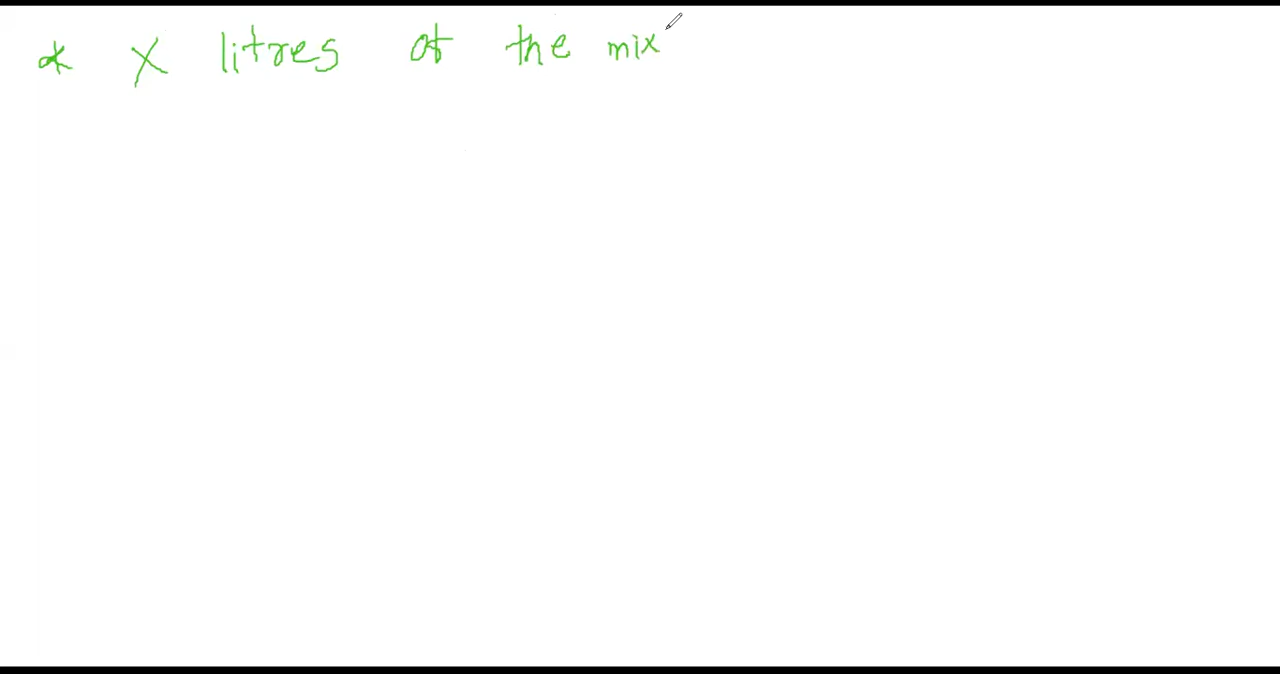 * X litres of the mix